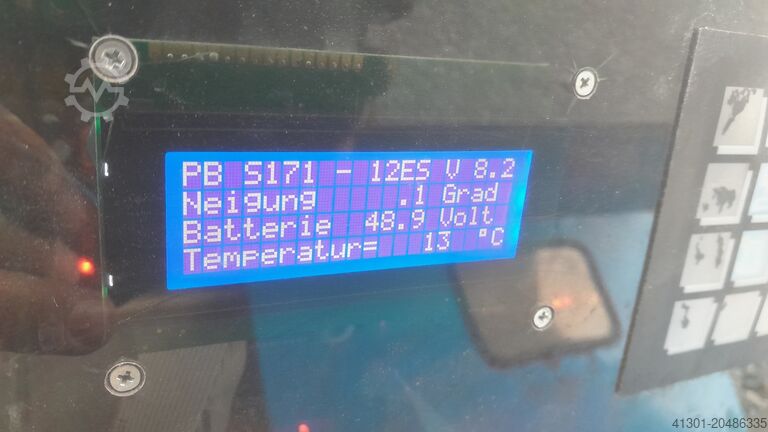 PB S171 - 12ES V 8.2
Neigung .1 Grad
Batterie 48.9 Volt
Temperatur= 13 °C
41301-20486335